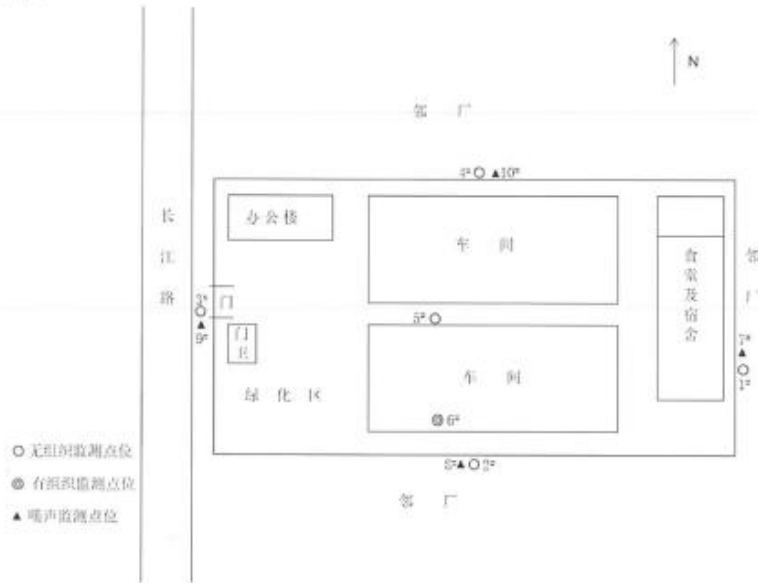 N
邻 厂
4# 10#
办公楼
车 间
食堂及宿舍
邻厂
长江路
3#
门
9#
5#
门卫
7#
1#
车 间
绿 化 区
6#
8# 2#
邻 厂
无组织监测点位
有组织监测点位
噪声监测点位